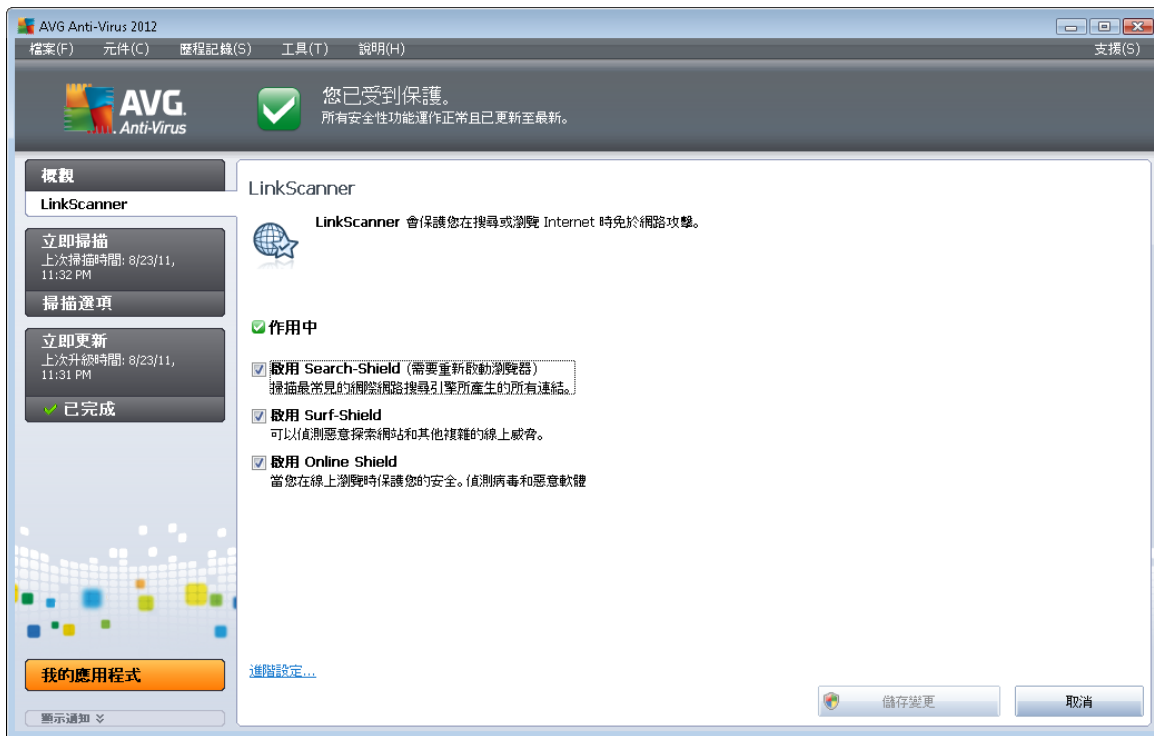 AVG Anti-Virus 2012
檔案(F) 元件(C) 歷程記錄(S) 工具(T) 說明(H) 支援(S)
AVG.
Anti-Virus
您已受到保護。
所有安全性功能運作正常且已更新至最新。
概觀
LinkScanner
立即掃描
上次掃描時間: 8/23/11,
11:32 PM
掃描選項
立即更新
上次升級時間: 8/23/11,
11:31 PM
已完成
我的應用程式
顯示通知
LinkScanner
LinkScanner 會保護您在搜尋或瀏覽 Internet 時免於網路攻擊。
作用中
啟用 Search-Shield (需要重新啟動瀏覽器)
掃描最常見的網際網路搜尋引擎所產生的所有連結。
啟用 Surf-Shield
可以偵測惡意探索網站和其他複雜的線上威脅。
啟用 Online Shield
當您在線上瀏覽時保護您的安全。偵測病毒和惡意軟體
進階設定...
儲存變更
取消